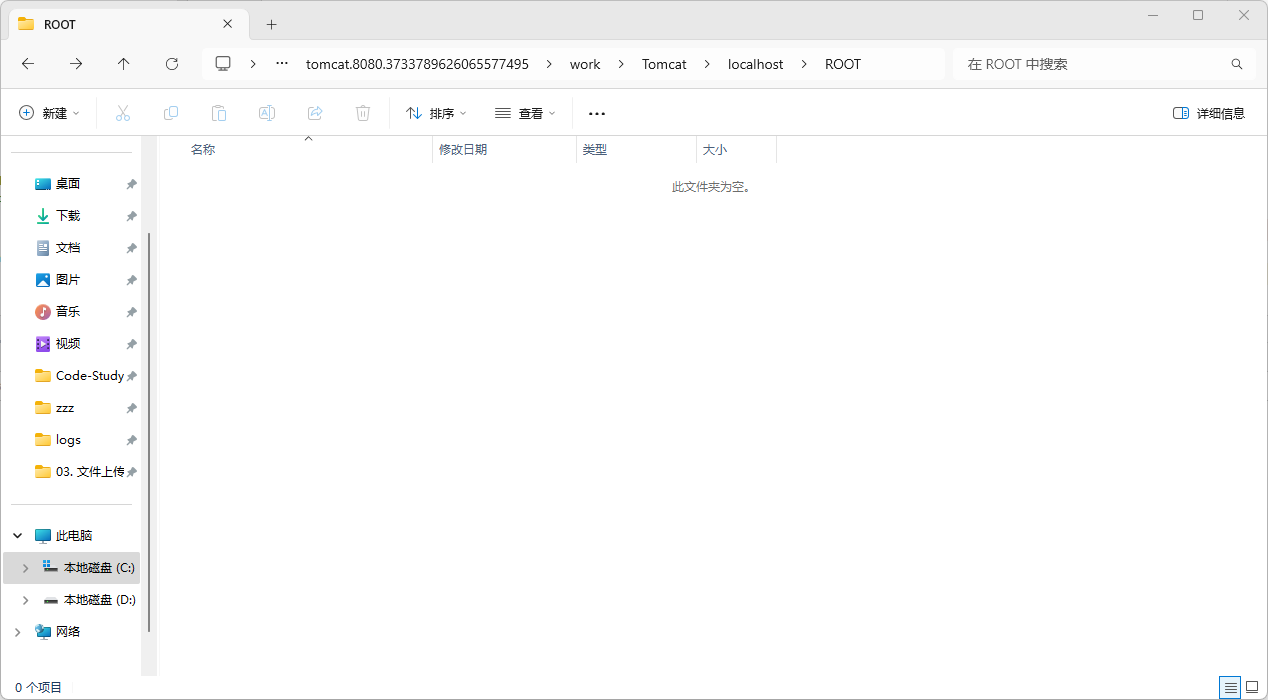 ROOT
tomcat.8080.3733789626065577495 > work > Tomcat > localhost > ROOT
在 ROOT 中搜索
新建
排序
查看
详细信息
名称
修改日期
类型
大小
此文件夹为空。
桌面
下载
文档
图片
音乐
视频
Code-Study
zzz
logs
03. 文件上传
此电脑
本地磁盘 (C:)
本地磁盘 (D:)
网络
0 个项目